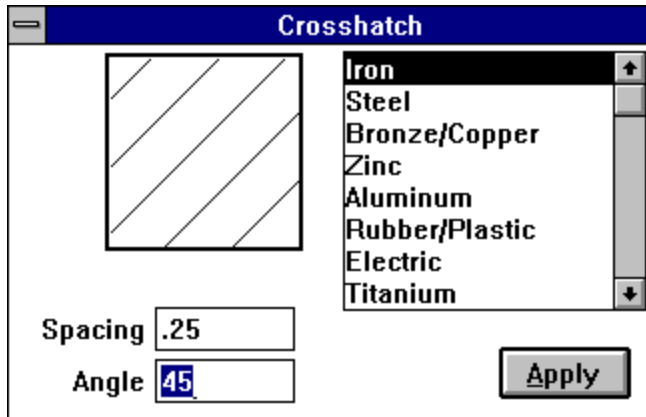 Crosshatch
Iron
Steel
Bronze/Copper
Zinc
Aluminum
Rubber/Plastic
Electric
Titanium
Spacing .25
Angle 45
Apply